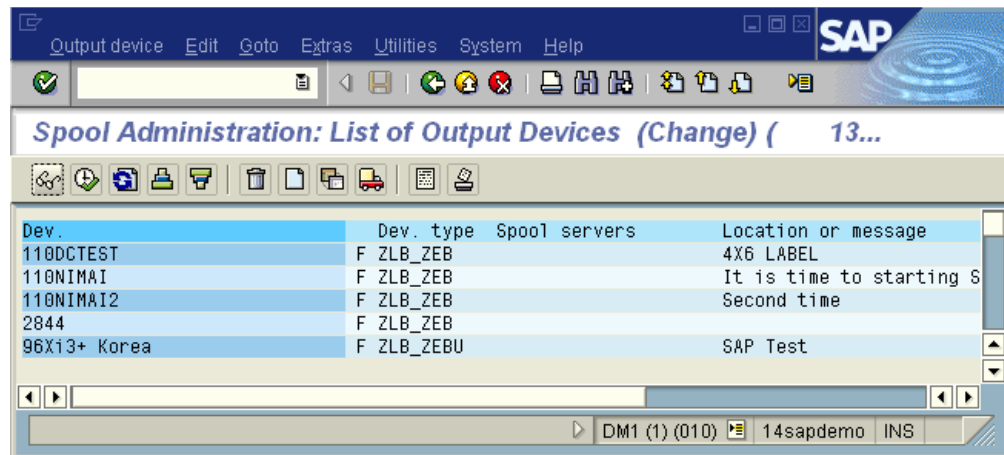 Output device Edit Goto Extras Utilities System Help
SAP
Spool Administration: List of Output Devices (Change) ( 13...
Dev. Dev. type Spool servers Location or message
110DCTEST F ZLB_ZEB 4X6 LABEL
110NIMAI F ZLB_ZEB It is time to starting S
110NIMAI2 F ZLB_ZEB Second time
2844 F ZLB_ZEB
96Xi3+ Korea F ZLB_ZEBU SAP Test
DM1 (1) (010) 14sapdemo INS